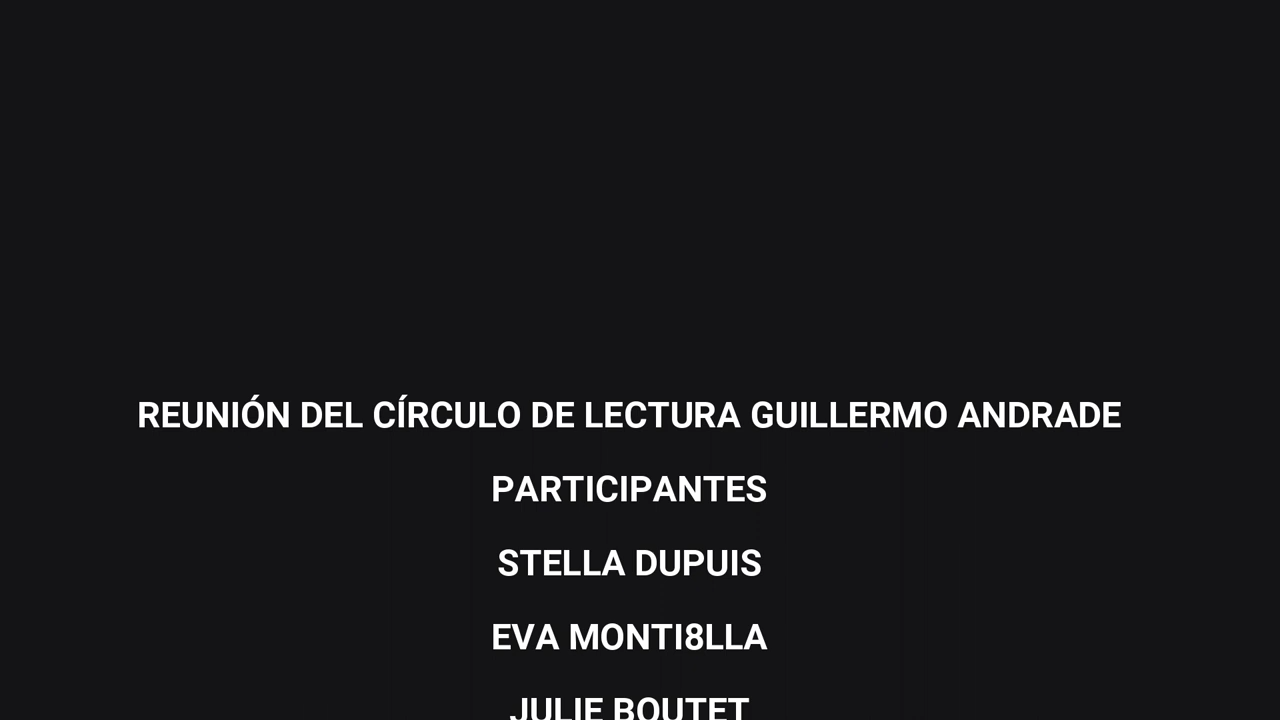 REUNIÓN DEL CÍRCULO DE LECTURA GUILLERMO ANDRADE
PARTICIPANTES
STELLA DUPUIS
EVA MONTI8LLA
JULIE BOUTET